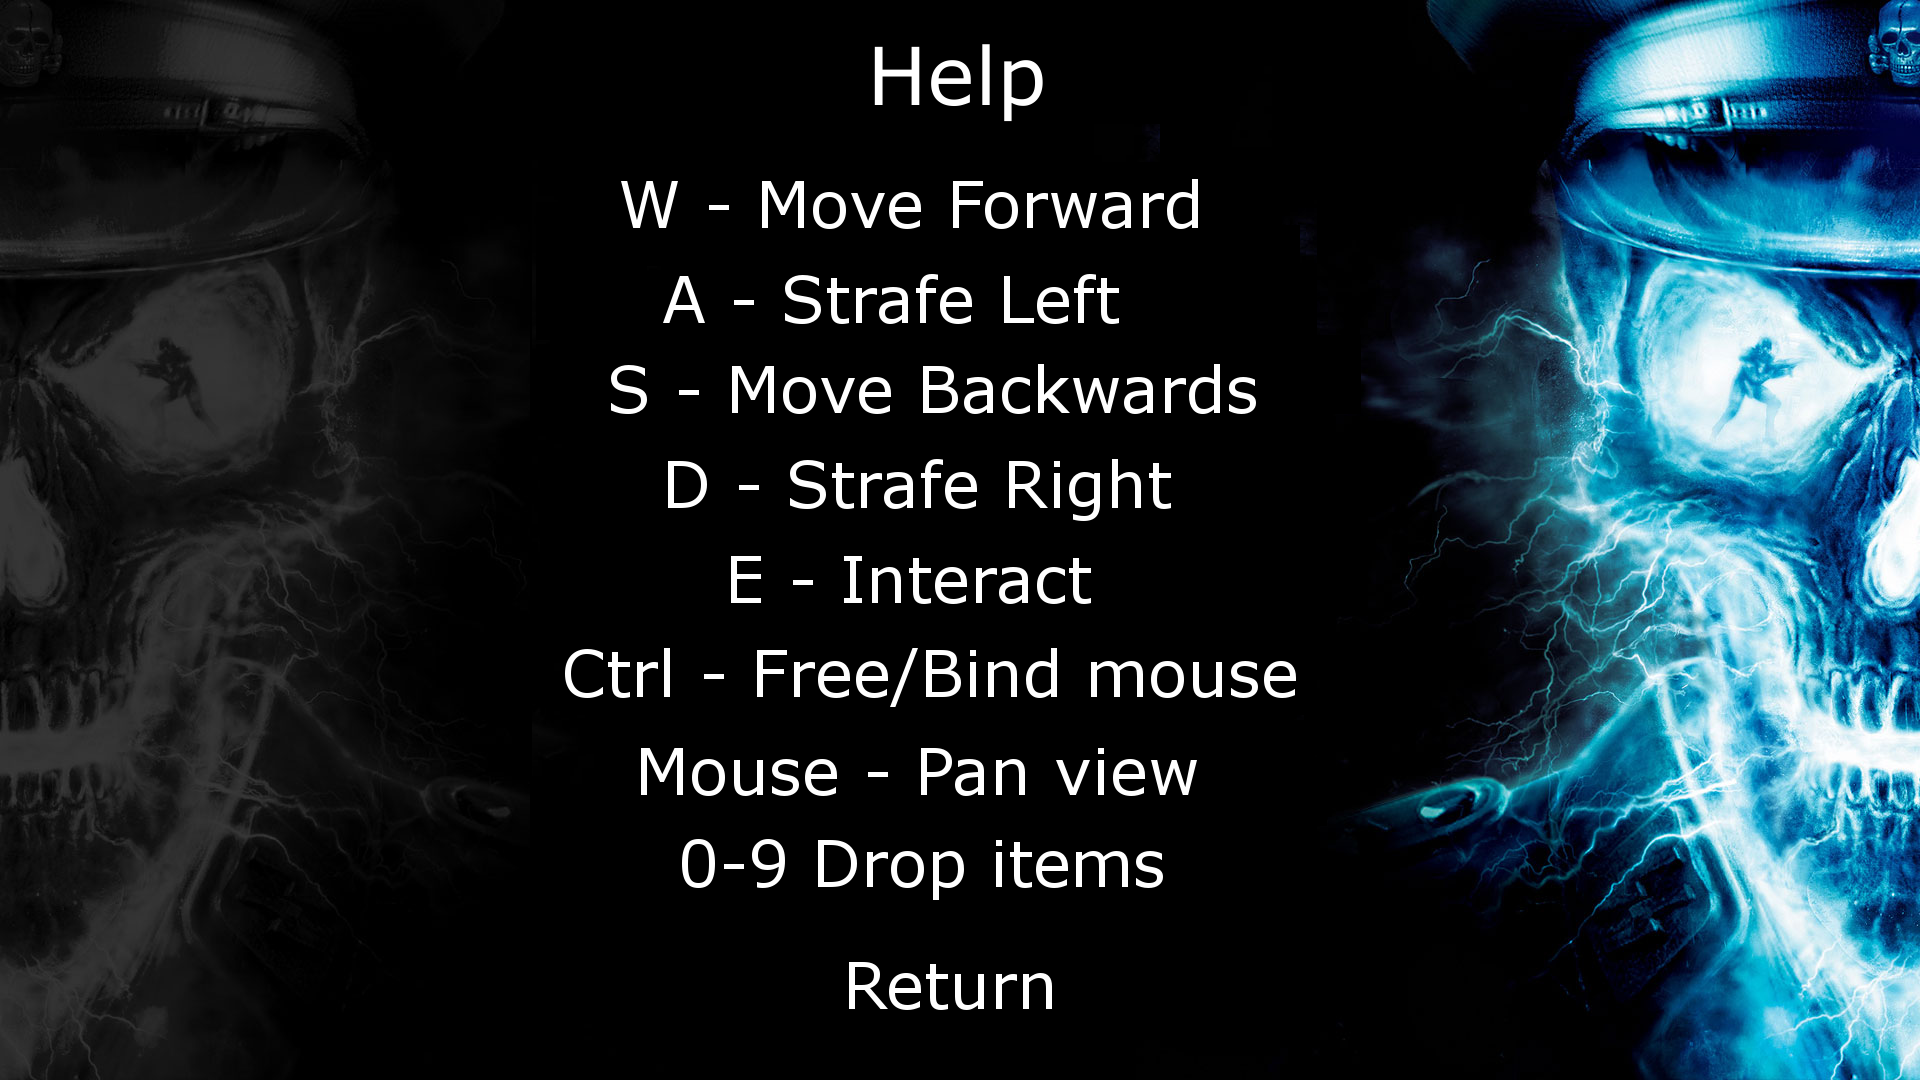 Help
W - Move Forward
A - Strafe Left
S - Move Backwards
D - Strafe Right
E - Interact
Ctrl - Free/Bind mouse
Mouse - Pan view
0-9 Drop items
Return